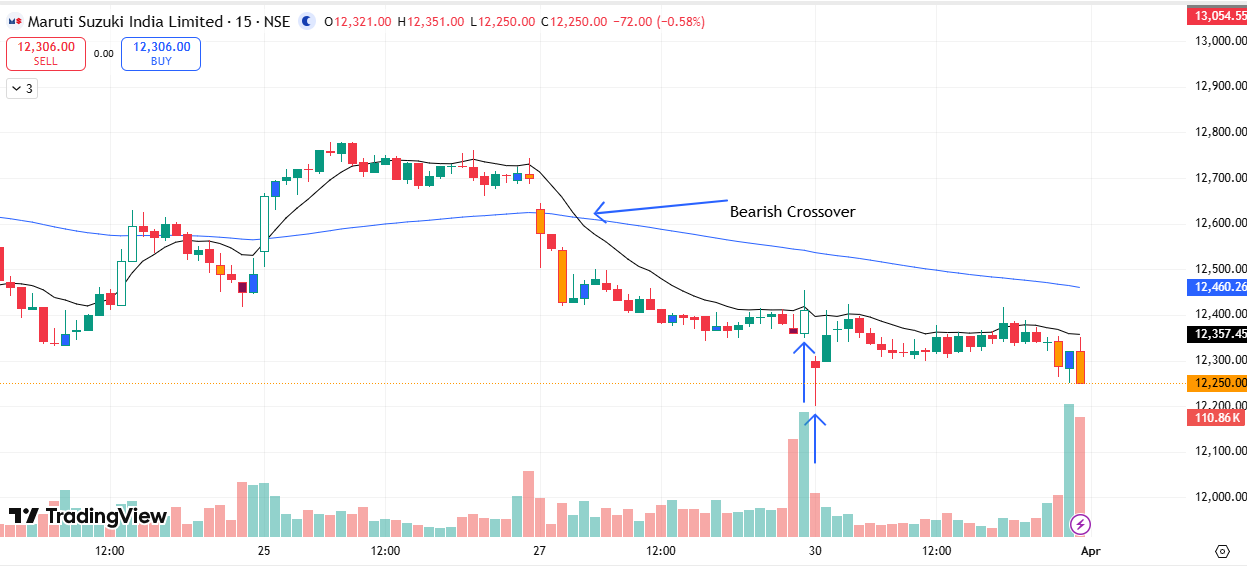 Maruti Suzuki India Limited · 15 · NSE O12,321.00 H12,351.00 L12,250.00 C12,250.00 −72.00 (−0.58%)
12,306.00
SELL
0.00
12,306.00
BUY
3
13,054.55
13,000.00
12,900.00
12,800.00
12,700.00
12,600.00
12,500.00
12,460.26
12,400.00
12,357.45
12,300.00
12,250.00
12,200.00
110.86K
12,100.00
12,000.00
Bearish Crossover
TradingView
12:00 25 12:00 27 12:00 30 12:00 Apr